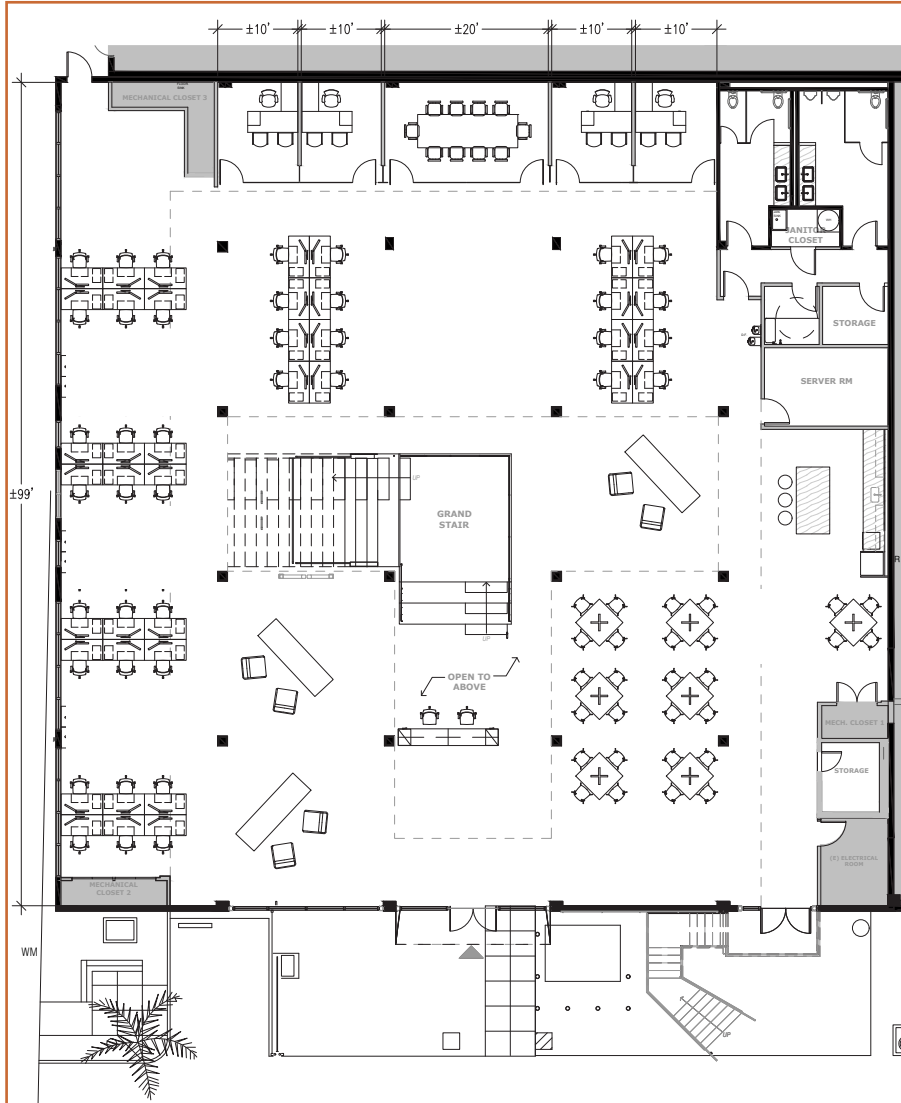 ±10'
±10'
±20'
±10'
±10'
MECHANICAL CLOSET 3
JANITOR
CLOSET
STORAGE
SERVER RM
±99'
UP
GRAND
STAIR
UP
OPEN TO
ABOVE
MECH. CLOSET 1
STORAGE
(E) ELECTRICAL
ROOM
MECHANICAL
CLOSET 2
WM
UP
R